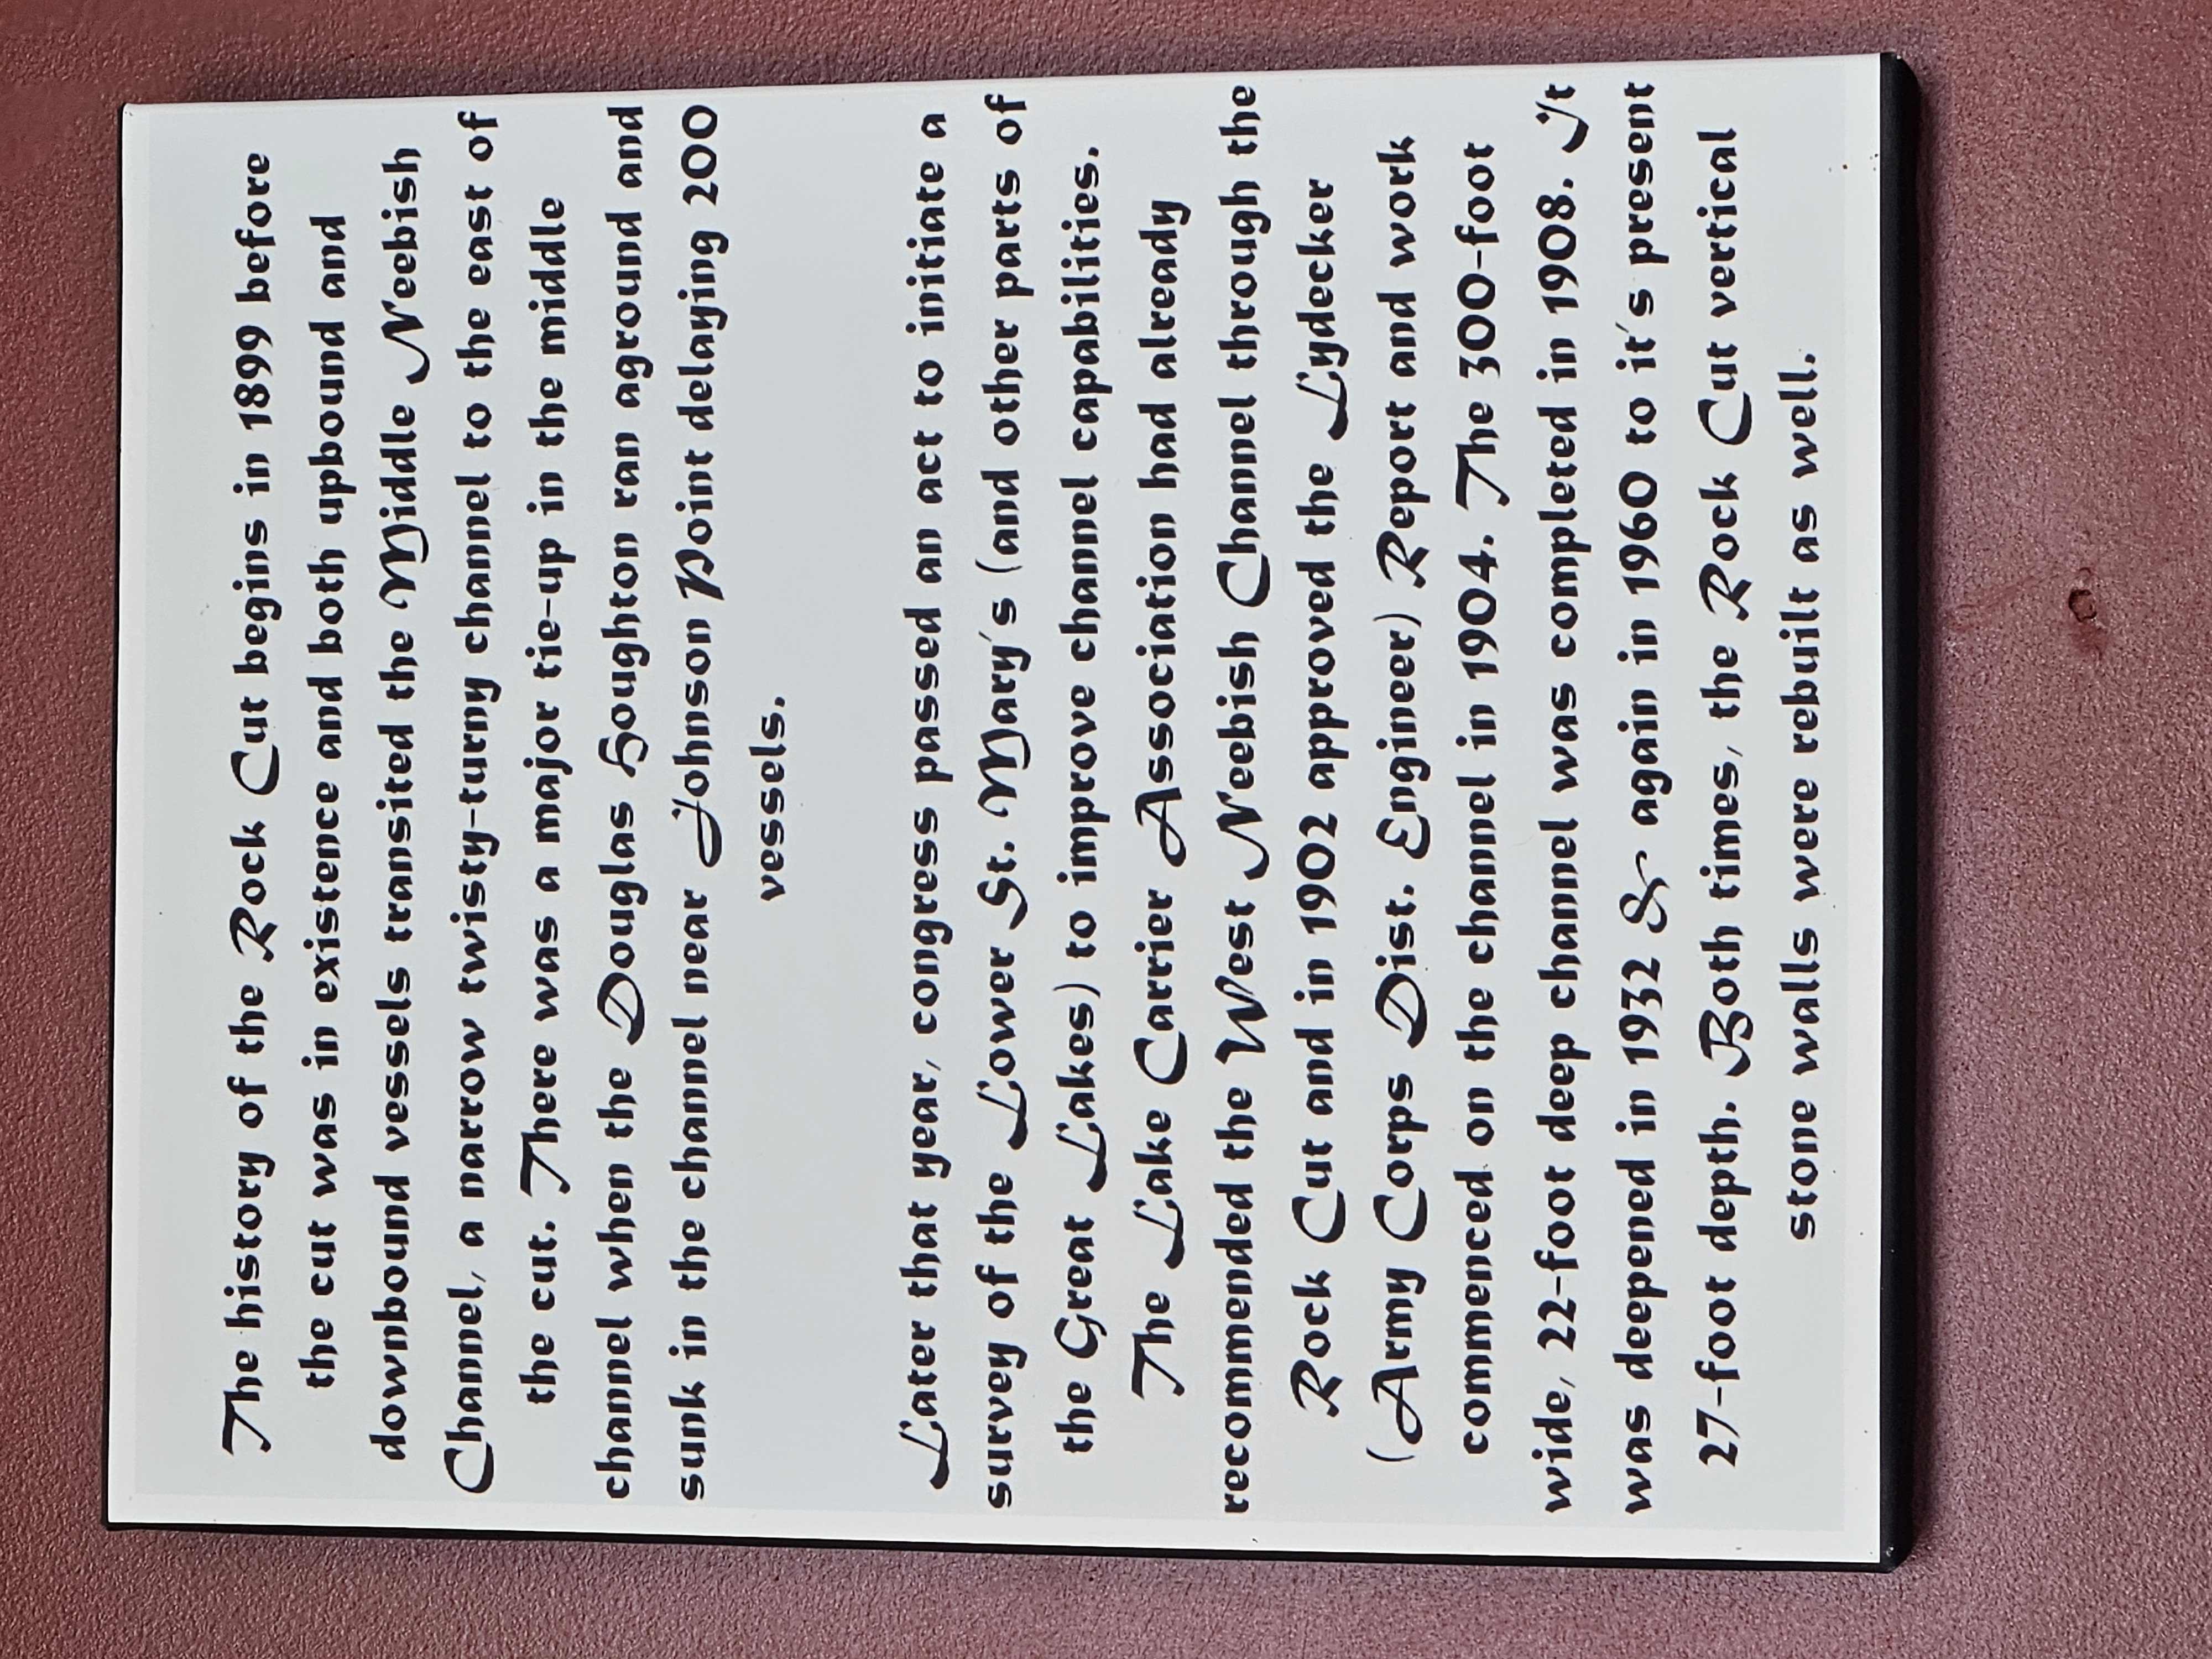 The history of the Rock Cut begins in 1899 before
the cut was in existence and both upbound and
downbound vessels transited the Middle Neebish
Channel, a narrow twisty-turny channel to the east of
the cut. There was a major tie-up in the middle
channel when the Douglas Houghton ran aground and
sunk in the channel near Johnson Point delaying 200
vessels.
Later that year, congress passed an act to initiate a
survey of the Lower St. Mary's (and other parts of
the Great Lakes) to improve channel capabilities.
The Lake Carrier Association had already
recommended the West Neebish Channel through the
Rock Cut and in 1902 approved the Lydecker
(Army Corps Dist. Engineer) Report and work
commenced on the channel in 1904. The 300-foot
wide, 22-foot deep channel was completed in 1908. It
was deepened in 1932 & again in 1960 to it's present
27-foot depth. Both times, the Rock Cut vertical
stone walls were rebuilt as well.